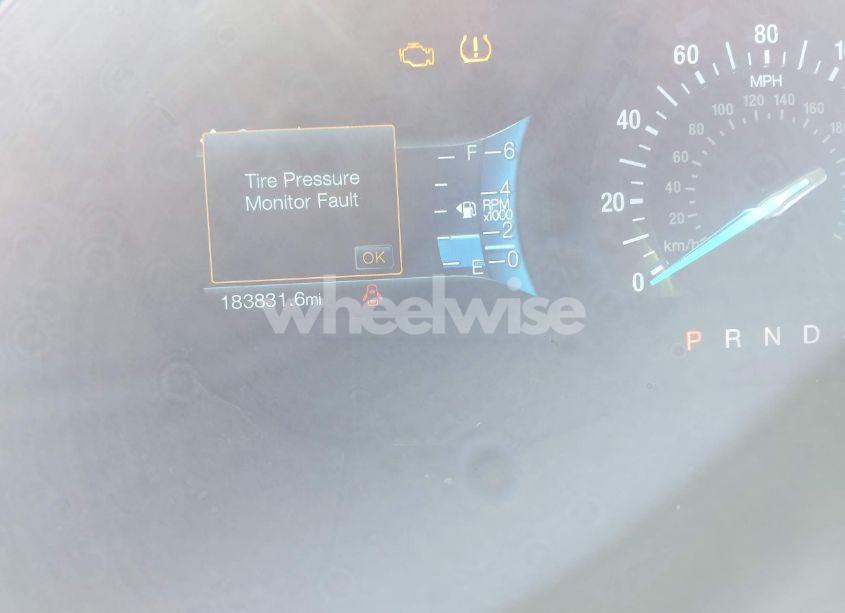 60
80
MPH
40
100 120 140 160
80
60
40
20
km/h
20
0
Tire Pressure
Monitor Fault
OK
F
E
6
4
RPM
x1000
2
0
183831.6mi
wheelwise
P R N D